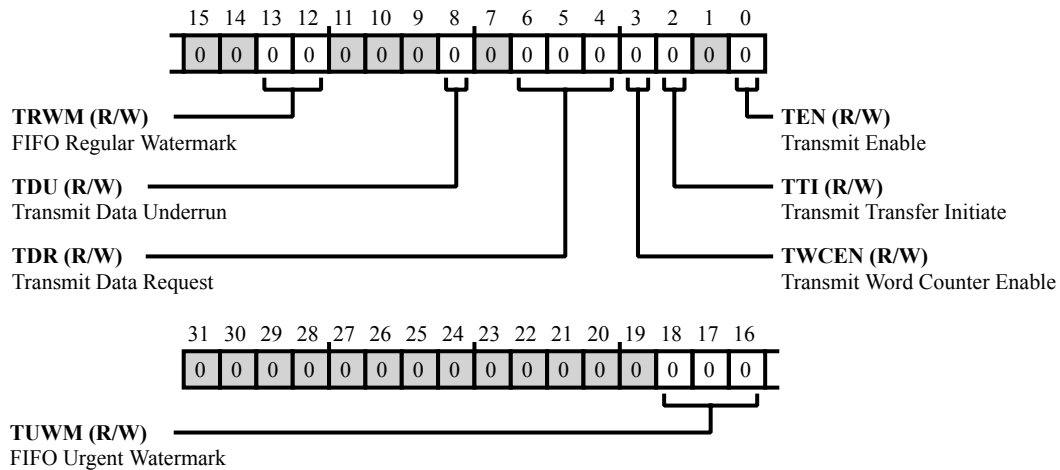 15 14 13 12 11 10 9 8 7 6 5 4 3 2 1 0
0 0 0 0 0 0 0 0 0 0 0 0 0 0 0 0
TRWM (R/W)
FIFO Regular Watermark
TDU (R/W)
Transmit Data Underrun
TDR (R/W)
Transmit Data Request
TEN (R/W)
Transmit Enable
TTI (R/W)
Transmit Transfer Initiate
TWCEN (R/W)
Transmit Word Counter Enable
31 30 29 28 27 26 25 24 23 22 21 20 19 18 17 16
0 0 0 0 0 0 0 0 0 0 0 0 0 0 0 0
TUWM (R/W)
FIFO Urgent Watermark